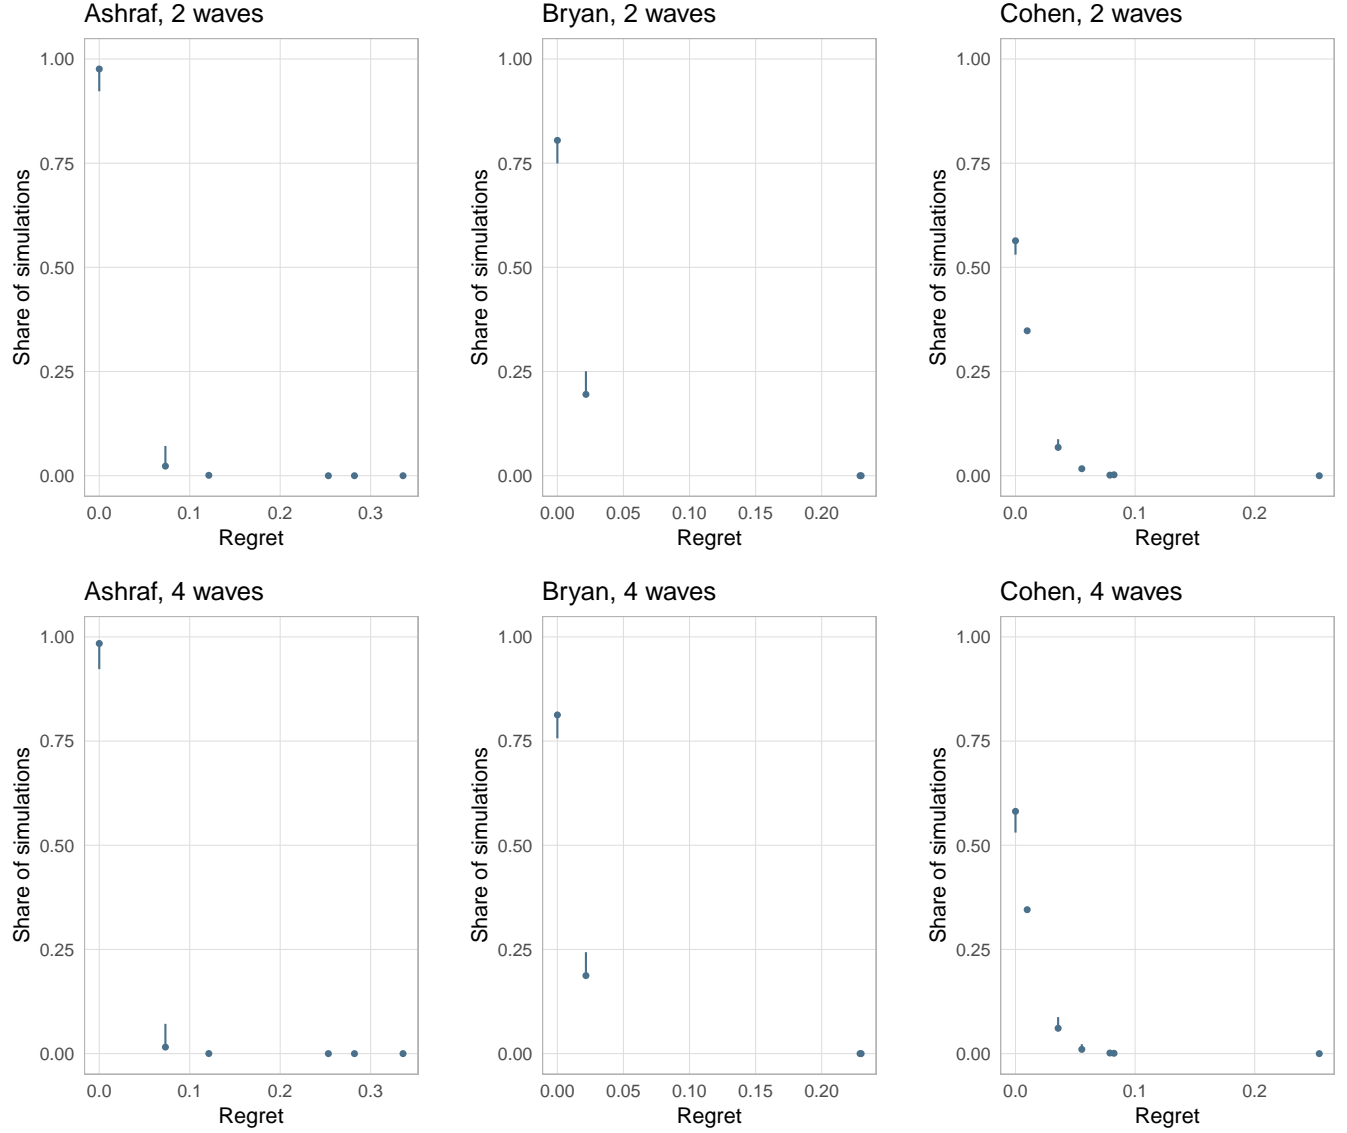 Ashraf, 2 waves
Share of simulations
1.00
0.75
0.50
0.25
0.00
0.0 0.1 0.2 0.3
Regret
Bryan, 2 waves
Share of simulations
1.00
0.75
0.50
0.25
0.00
0.00 0.05 0.10 0.15 0.20
Regret
Cohen, 2 waves
Share of simulations
1.00
0.75
0.50
0.25
0.00
0.0 0.1 0.2
Regret
Ashraf, 4 waves
Share of simulations
1.00
0.75
0.50
0.25
0.00
0.0 0.1 0.2 0.3
Regret
Bryan, 4 waves
Share of simulations
1.00
0.75
0.50
0.25
0.00
0.00 0.05 0.10 0.15 0.20
Regret
Cohen, 4 waves
Share of simulations
1.00
0.75
0.50
0.25
0.00
0.0 0.1 0.2
Regret